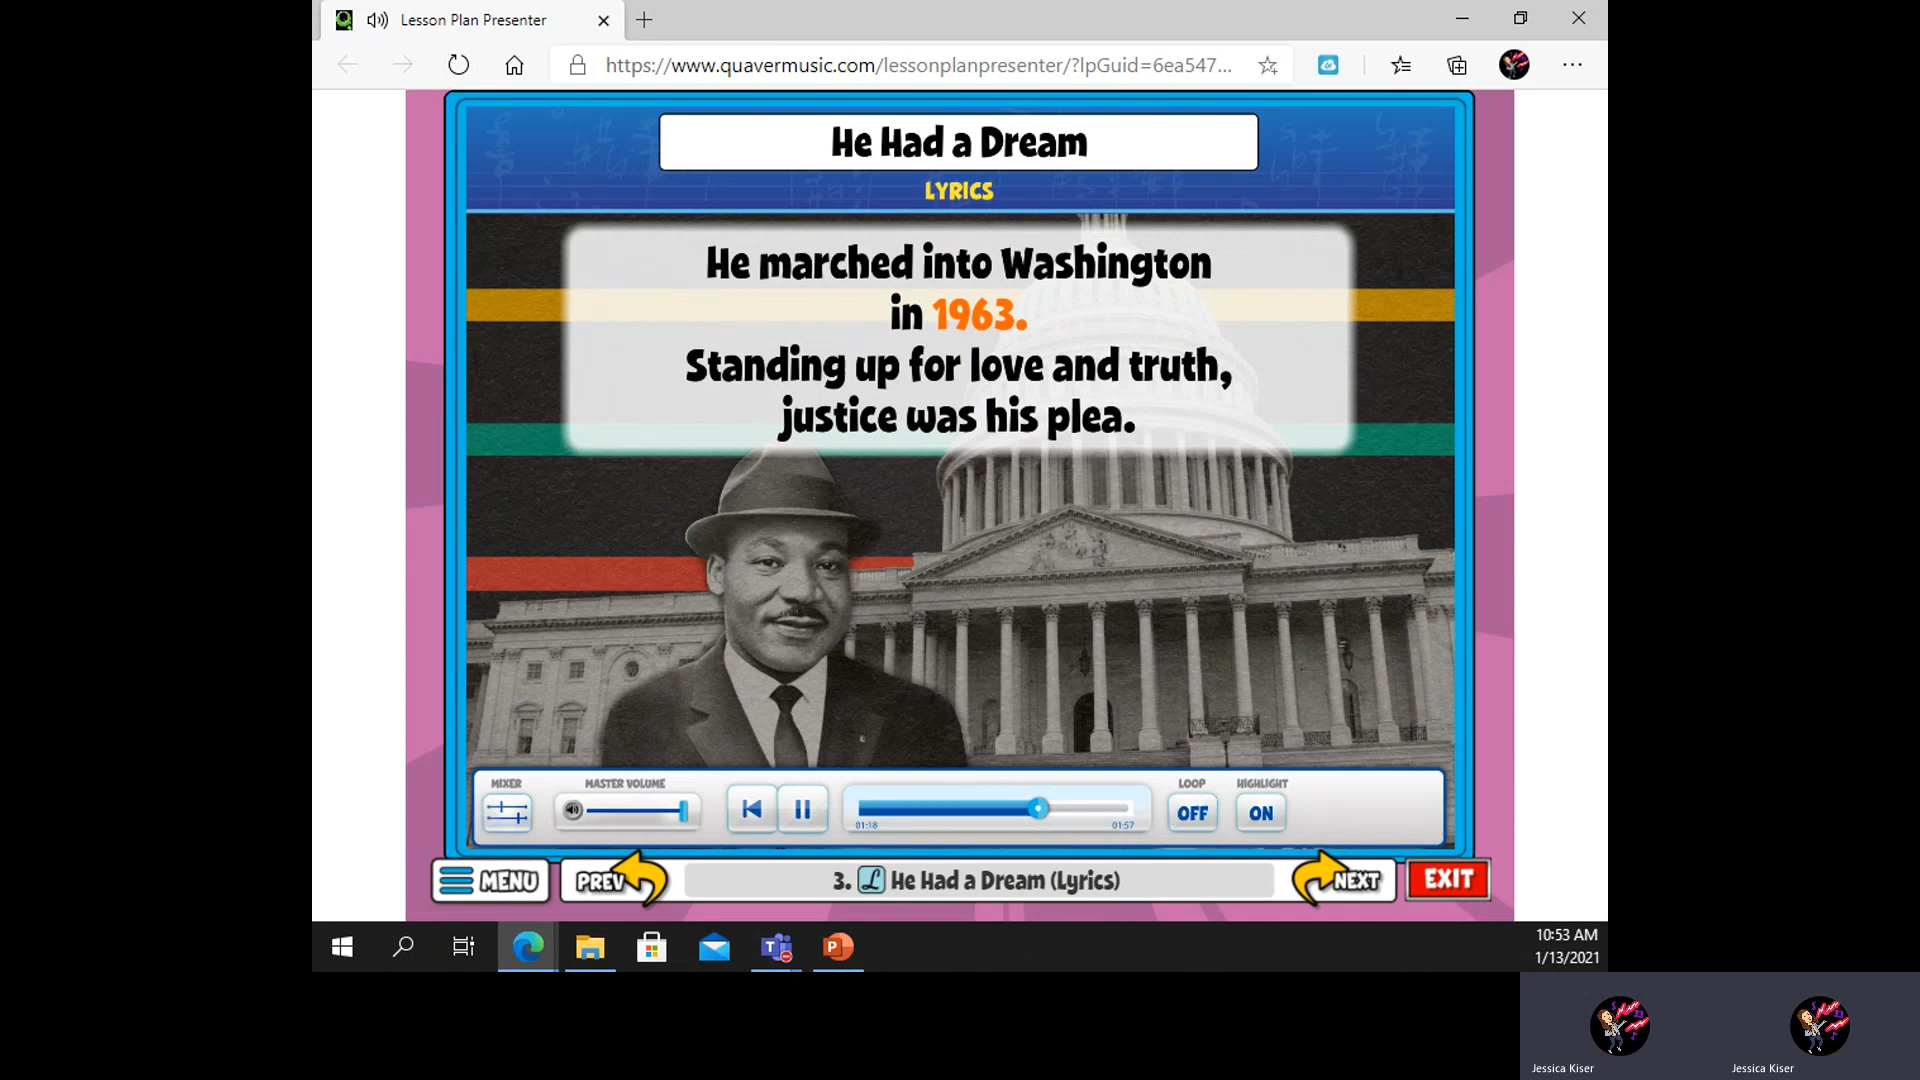 Lesson Plan Presenter
https://www.quavermusic.com/lessonplanpresenter/?lpGuid=6ea547...
He Had a Dream
LYRICS
He marched into Washington
in 1963.
Standing up for love and truth,
justice was his plea.
MIXER
MASTER VOLUME
LOOP
HIGHLIGHT
OFF
ON
01:18
01:57
MENU
PREV
3. L He Had a Dream (Lyrics)
NEXT
EXIT
10:53 AM
1/13/2021
Jessica Kiser
Jessica Kiser